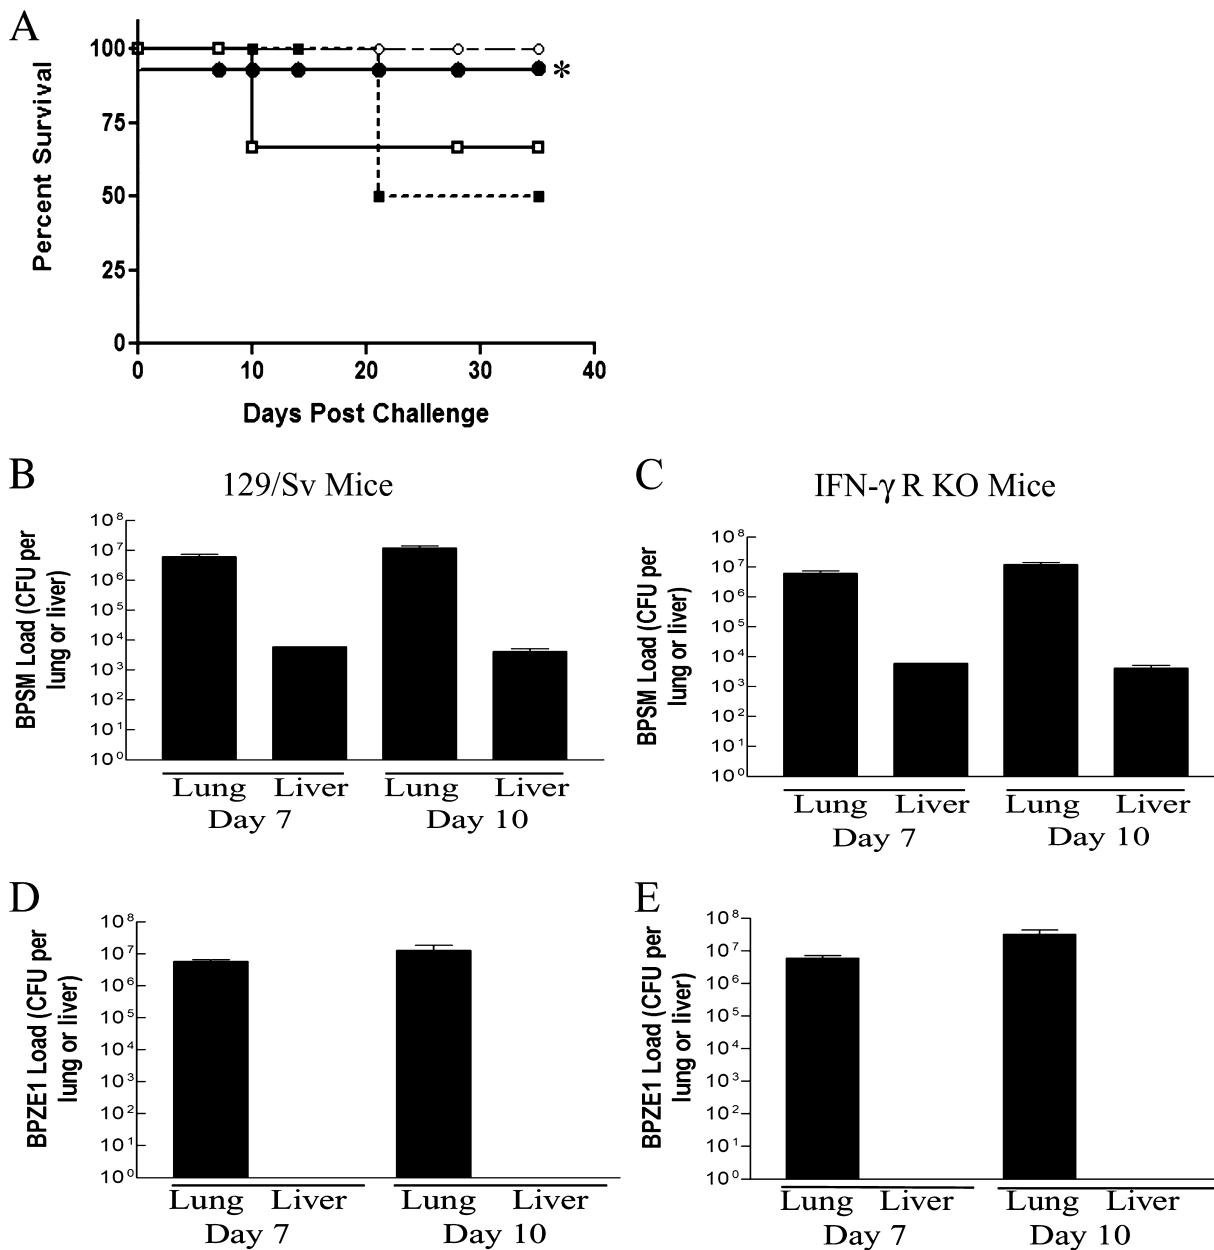 A
Percent Survival
100
75
50
25
0
*
0 10 20 30 40
Days Post Challenge
B
129/Sv Mice
BPSM Load (CFU per
lung or liver)
10⁸
10⁷
10⁶
10⁵
10⁴
10³
10²
10¹
10⁰
Lung Liver Lung Liver
Day 7 Day 10
C
IFN-γ R KO Mice
BPSM Load (CFU per
lung or liver)
10⁸
10⁷
10⁶
10⁵
10⁴
10³
10²
10¹
10⁰
Lung Liver Lung Liver
Day 7 Day 10
D
BPZE1 Load (CFU per
lung or liver)
10⁸
10⁷
10⁶
10⁵
10⁴
10³
10²
10¹
10⁰
Lung Liver Lung Liver
Day 7 Day 10
E
BPZE1 Load (CFU per
lung or liver)
10⁸
10⁷
10⁶
10⁵
10⁴
10³
10²
10¹
10⁰
Lung Liver Lung Liver
Day 7 Day 10